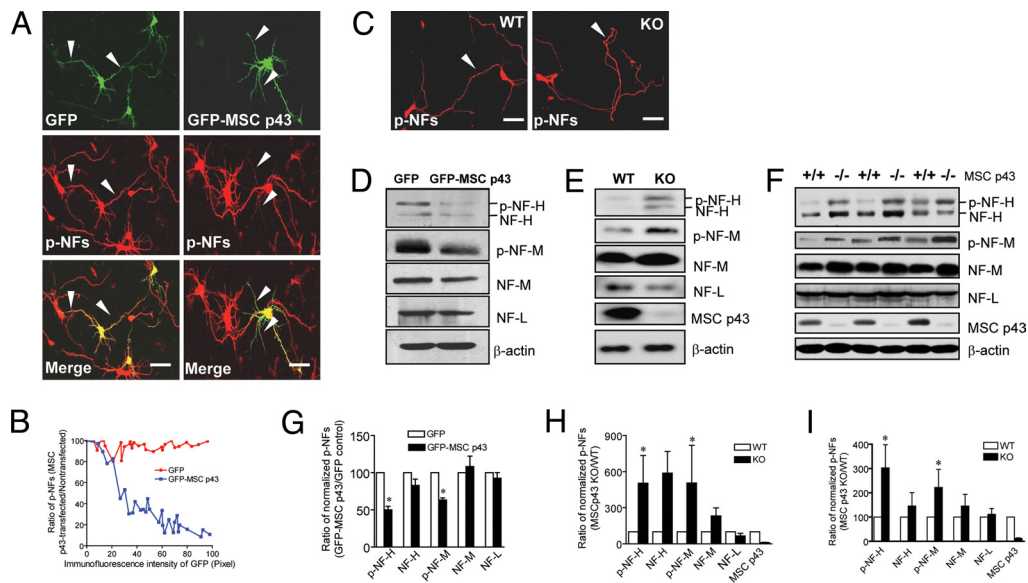 A
GFP
GFP-MSC p43
p-NFs
p-NFs
Merge
Merge
B
Ratio of p-NFs (MSC
p43-transfected/Nontransfected)
100
80
60
40
20
0
0 20 40 60 80 100
GFP
GFP-MSC p43
Immunofluorescence intensity of GFP (Pixel)
C
WT
KO
p-NFs
p-NFs
D
GFP GFP-MSC p43
p-NF-H
NF-H
p-NF-M
NF-M
NF-L
β-actin
E
WT KO
p-NF-H
NF-H
p-NF-M
NF-M
NF-L
MSC p43
β-actin
F
+/+ -/- +/+ -/- +/+ -/- MSC p43
p-NF-H
NF-H
p-NF-M
NF-M
NF-L
MSC p43
β-actin
G
Ratio of normalized p-NFs
(GFP-MSC p43/GFP control)
200
150
100
50
0
GFP
GFP-MSC p43
*
*
p-NF-H
NF-H
p-NF-M
NF-M
NF-L
H
Ratio of normalized p-NFs
(MSCp43 KO/WT)
900
600
300
0
WT
KO
*
*
p-NF-H
NF-H
p-NF-M
NF-M
NF-L
MSC p43
I
Ratio of normalized p-NFs
(MSC p43 KO/WT)
400
300
200
100
0
WT
KO
*
*
p-NF-H
NF-H
p-NF-M
NF-M
NF-L
MSC p43